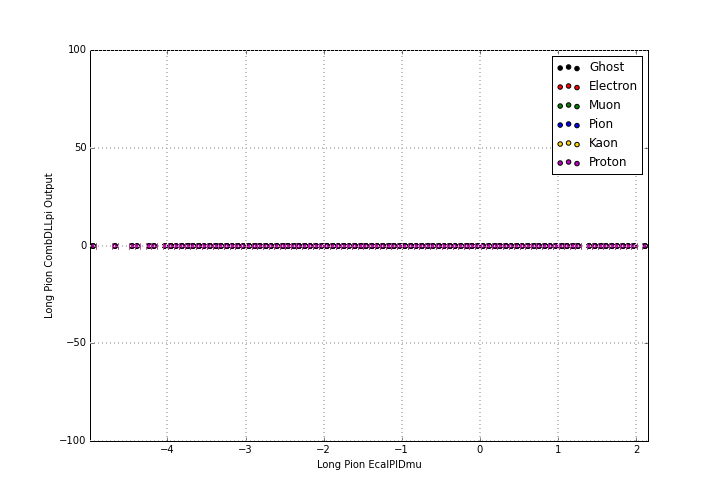 100
50
0
−50
−100
−4
−3
−2
−1
0
1
2
Long Pion CombDLLpi Output
Long Pion EcalPIDmu
Ghost
Electron
Muon
Pion
Kaon
Proton